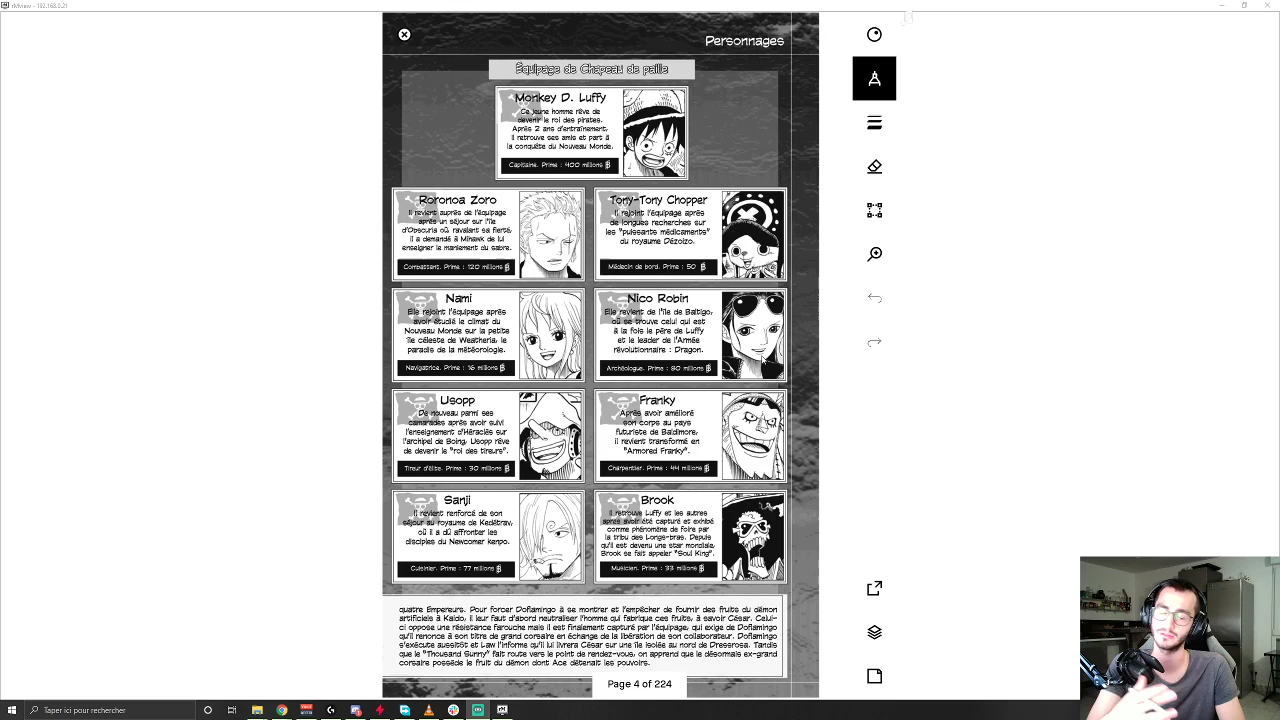 rMview - 192.168.0.21
Personnages
Équipage de Chapeau de paille
Monkey D. Luffy
Ce jeune homme rêve de
devenir le roi des pirates.
Après 2 ans d'entraînement,
il retrouve ses amis et part à
la conquête du Nouveau Monde.
Capitaine. Prime : 400 millions ฿
Roronoa Zoro
Il revient auprès de l'équipage
après un séjour sur l'île
d'Obscuria où, ravalant sa fierté,
il a demandé à Mihawk de lui
enseigner le maniement du sabre.
Combattant. Prime : 120 millions ฿
Tony-Tony Chopper
Il rejoint l'équipage après
de longues recherches sur
les "puissants médicaments"
du royaume Dézoizo.
Médecin de bord. Prime : 50 ฿
Nami
Elle rejoint l'équipage après
avoir étudié le climat du
Nouveau Monde sur la petite
île céleste de Weatheria, le
paradis de la météorologie.
Navigatrice. Prime : 16 millions ฿
Nico Robin
Elle revient de l'île de Baltigo,
où se trouve celui qui est
à la fois le père de Luffy
et le leader de l'Armée
révolutionnaire : Dragon.
Archéologue. Prime : 80 millions ฿
Usopp
De nouveau parmi ses
camarades après avoir suivi
l'enseignement d'Héraclès sur
l'archipel de Boing, Usopp rêve
de devenir le "roi des tireurs".
Tireur d'élite. Prime : 30 millions ฿
Franky
Après avoir amélioré
son corps au pays
futuriste de Baldimore,
il revient transformé en
"Armored Franky".
Charpentier. Prime : 44 millions ฿
Sanji
Il revient renforcé de son
séjour au royaume de Kedétrav,
où il a dû affronter les
disciples du Newcomer kenpo.
Cuisinier. Prime : 77 millions ฿
Brook
Il retrouve Luffy et les autres
après avoir été capturé et exhibé
comme phénomène de foire par
la tribu des Longs-bras. Depuis
qu'il est devenu une star mondiale,
Brook se fait appeler "Soul King".
Musicien. Prime : 33 millions ฿
quatre Empereurs. Pour forcer Doflamingo à se montrer et l'empêcher de fournir des fruits du démon
artificiels à Kaido, il leur faut d'abord neutraliser l'homme qui fabrique ces fruits, à savoir César. Celui-
ci oppose une résistance farouche mais il est finalement capturé par l'équipage, qui exige de Doflamingo
qu'il renonce à son titre de grand corsaire en échange de la libération de son collaborateur. Doflamingo
s'exécute aussitôt et Law l'informe qu'il lui livrera César sur une île isolée au nord de Dressrosa. Tandis
que le "Thousand Sunny" fait route vers le point de rendez-vous, on apprend que le désormais ex-grand
corsaire possède le fruit du démon dont Ace détenait les pouvoirs.
Page 4 of 224
Taper ici pour rechercher